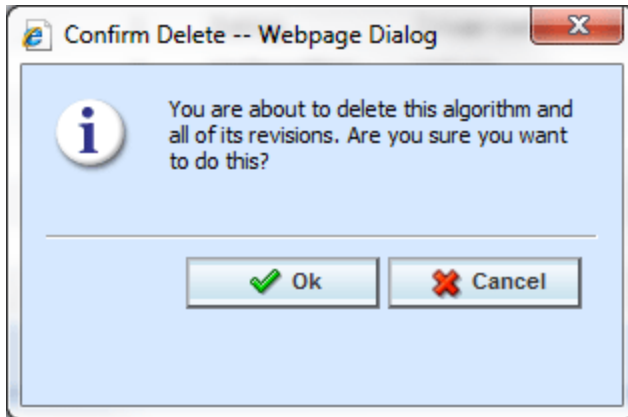 Confirm Delete -- Webpage Dialog
You are about to delete this algorithm and
all of its revisions. Are you sure you want
to do this?
Ok
Cancel